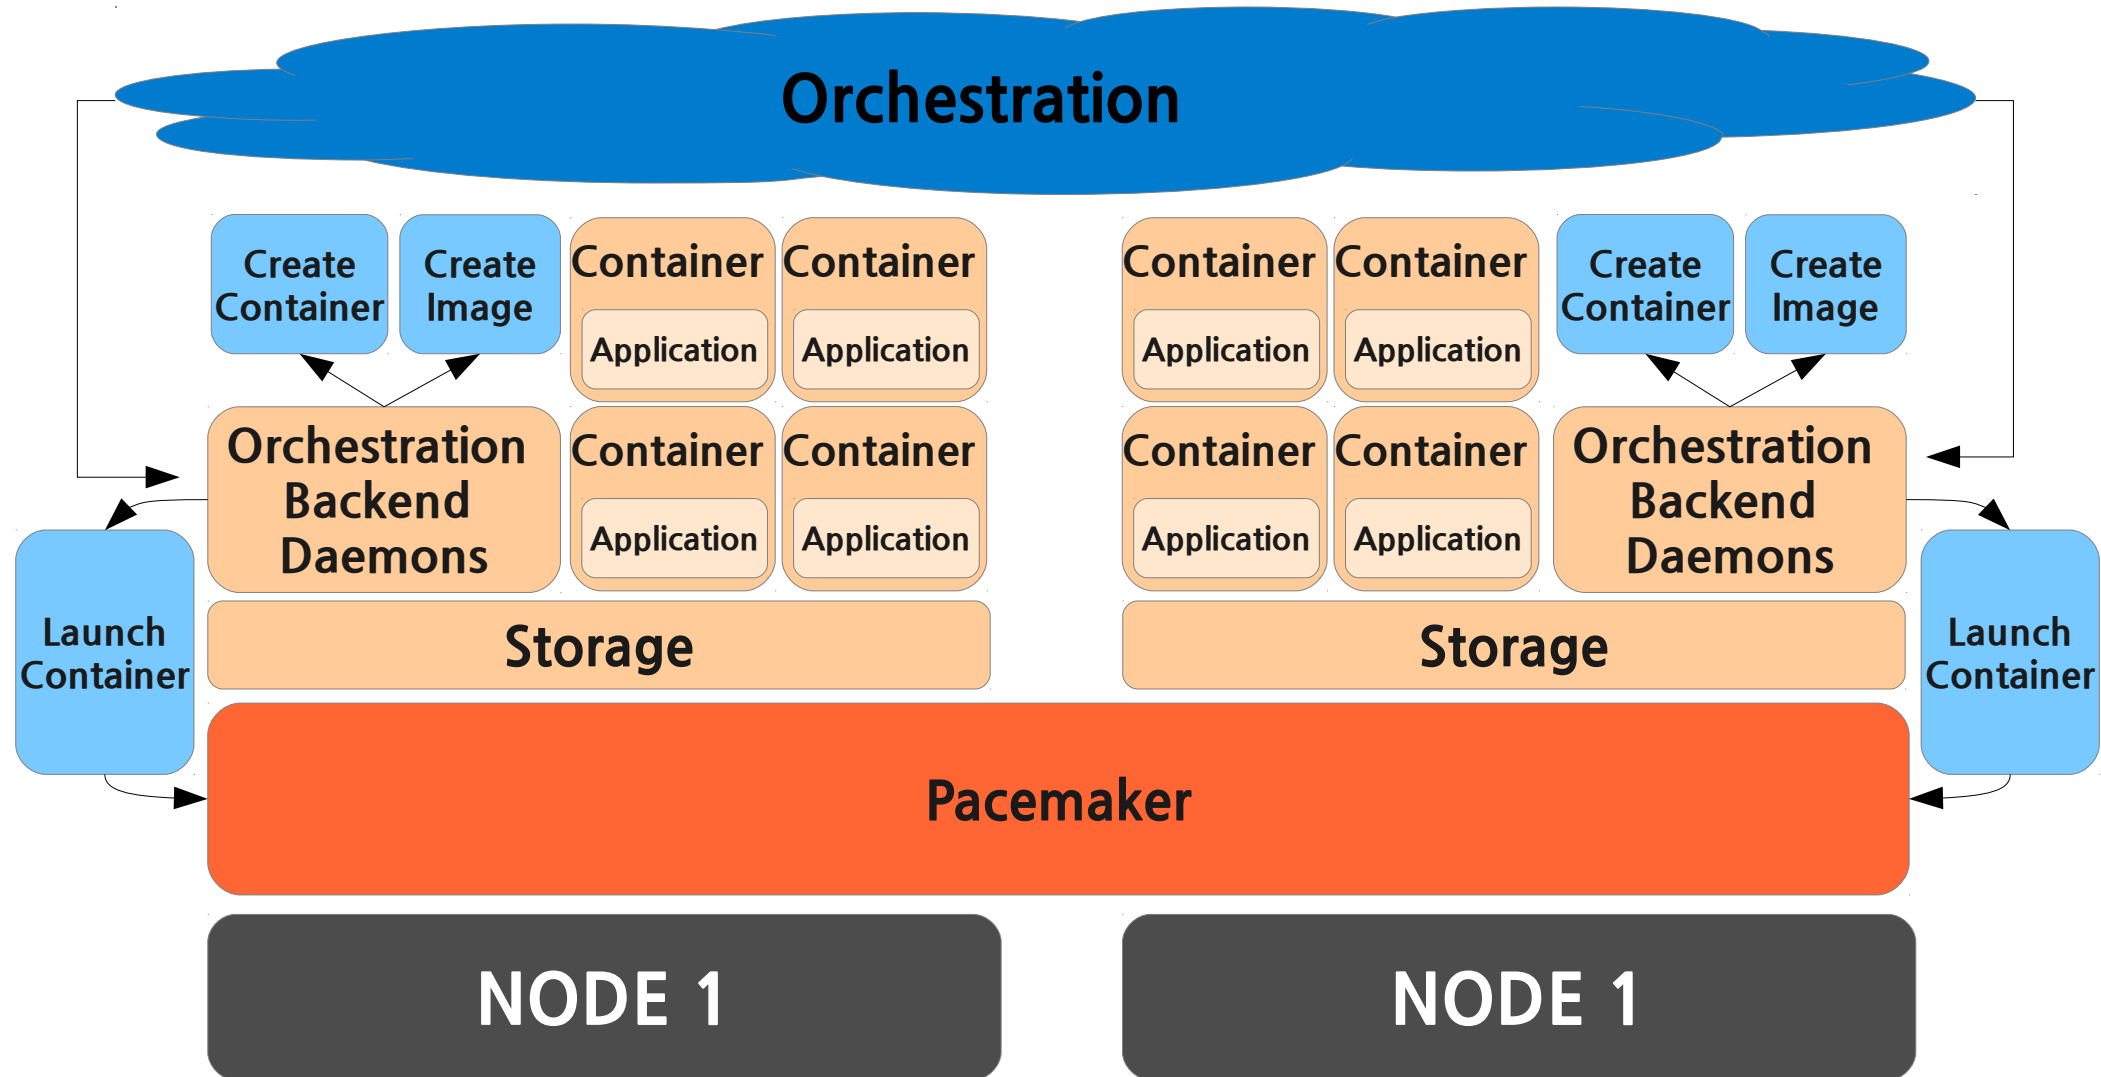 Orchestration
Create
Container
Create
Image
Container
Application
Container
Application
Container
Application
Container
Application
Create
Container
Create
Image
Orchestration
Backend
Daemons
Container
Application
Container
Application
Container
Application
Container
Application
Orchestration
Backend
Daemons
Launch
Container
Storage
Storage
Launch
Container
Pacemaker
NODE 1
NODE 1